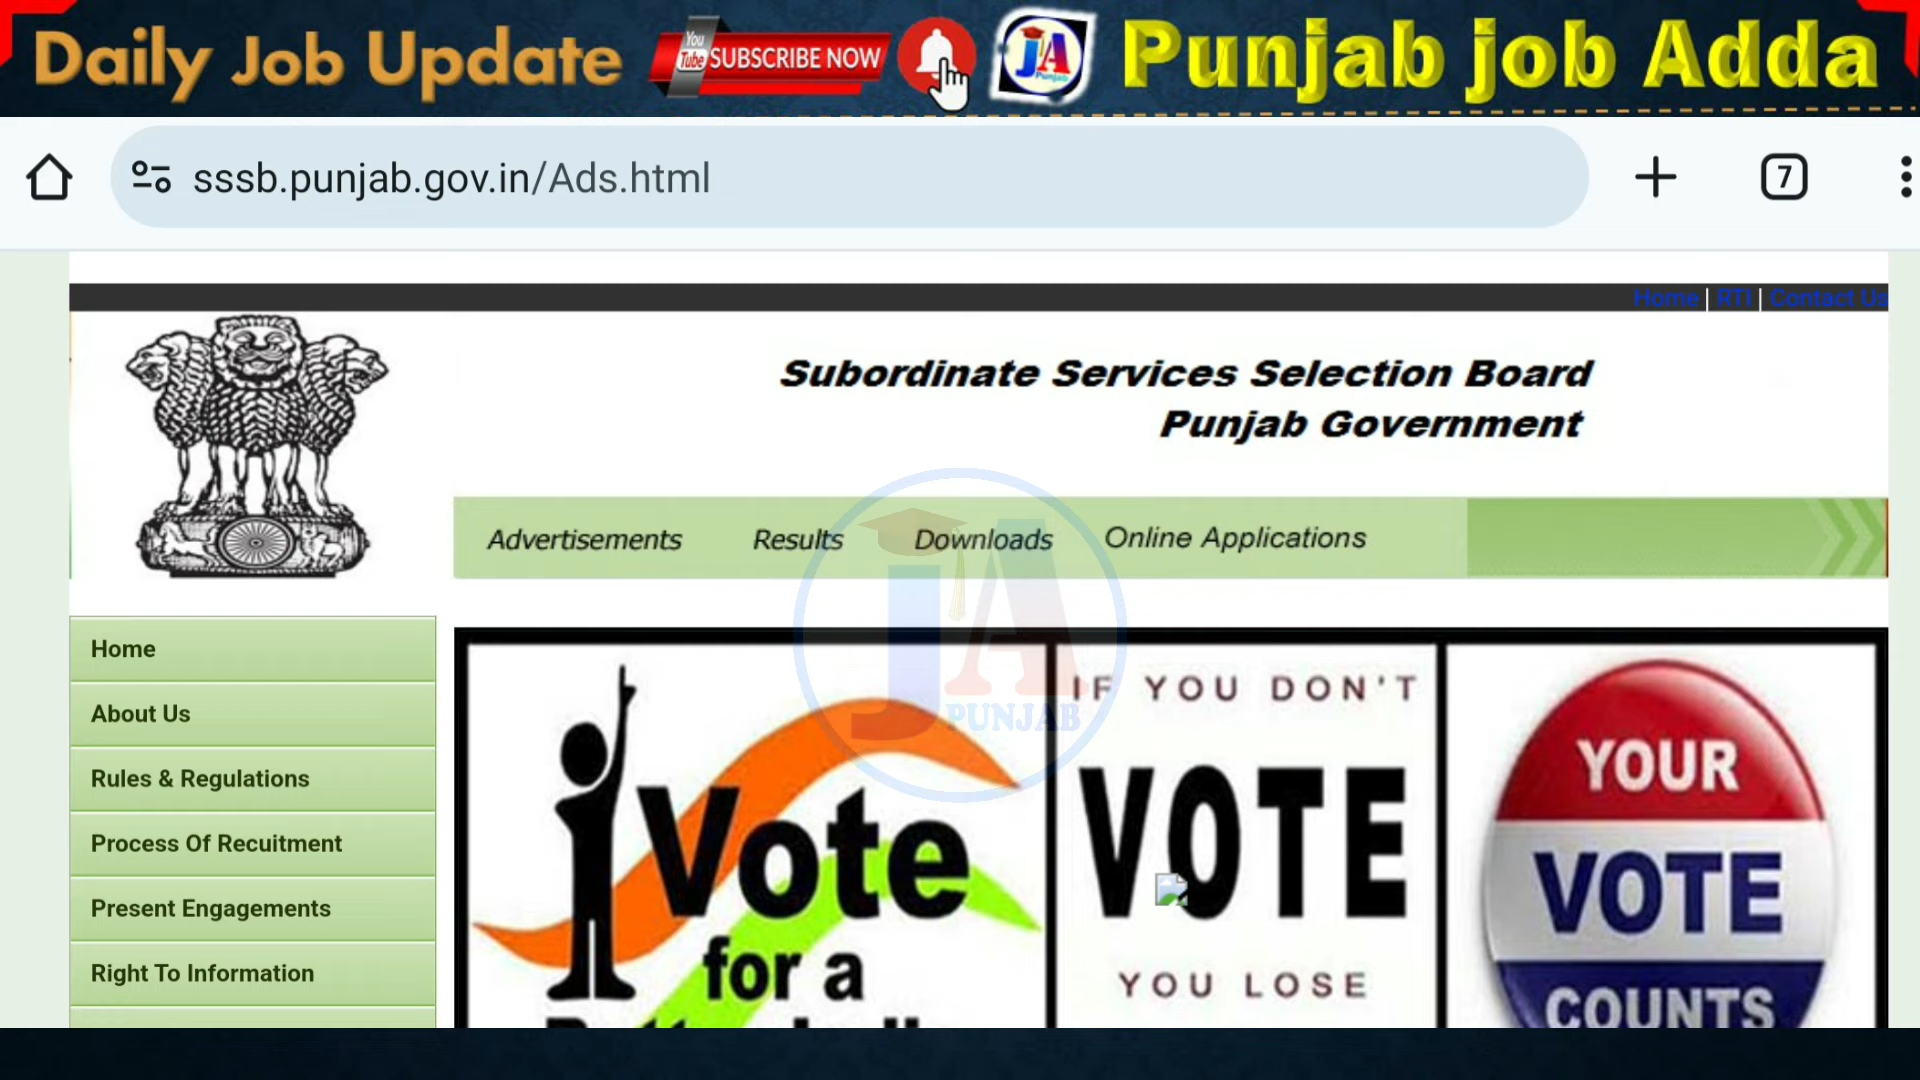 Daily Job Update
You
Tube
SUBSCRIBE NOW
JA
Punjab
Punjab job Adda
sssb.punjab.gov.in/Ads.html
7
Home | RTI | Contact Us
Subordinate Services Selection Board
Punjab Government
Advertisements Results Downloads Online Applications
Home
About Us
Rules & Regulations
Process Of Recuitment
Present Engagements
Right To Information
Vote
for a
IF YOU DON'T
VOTE
YOU LOSE
YOUR
VOTE
COUNTS
JA
PUNJAB